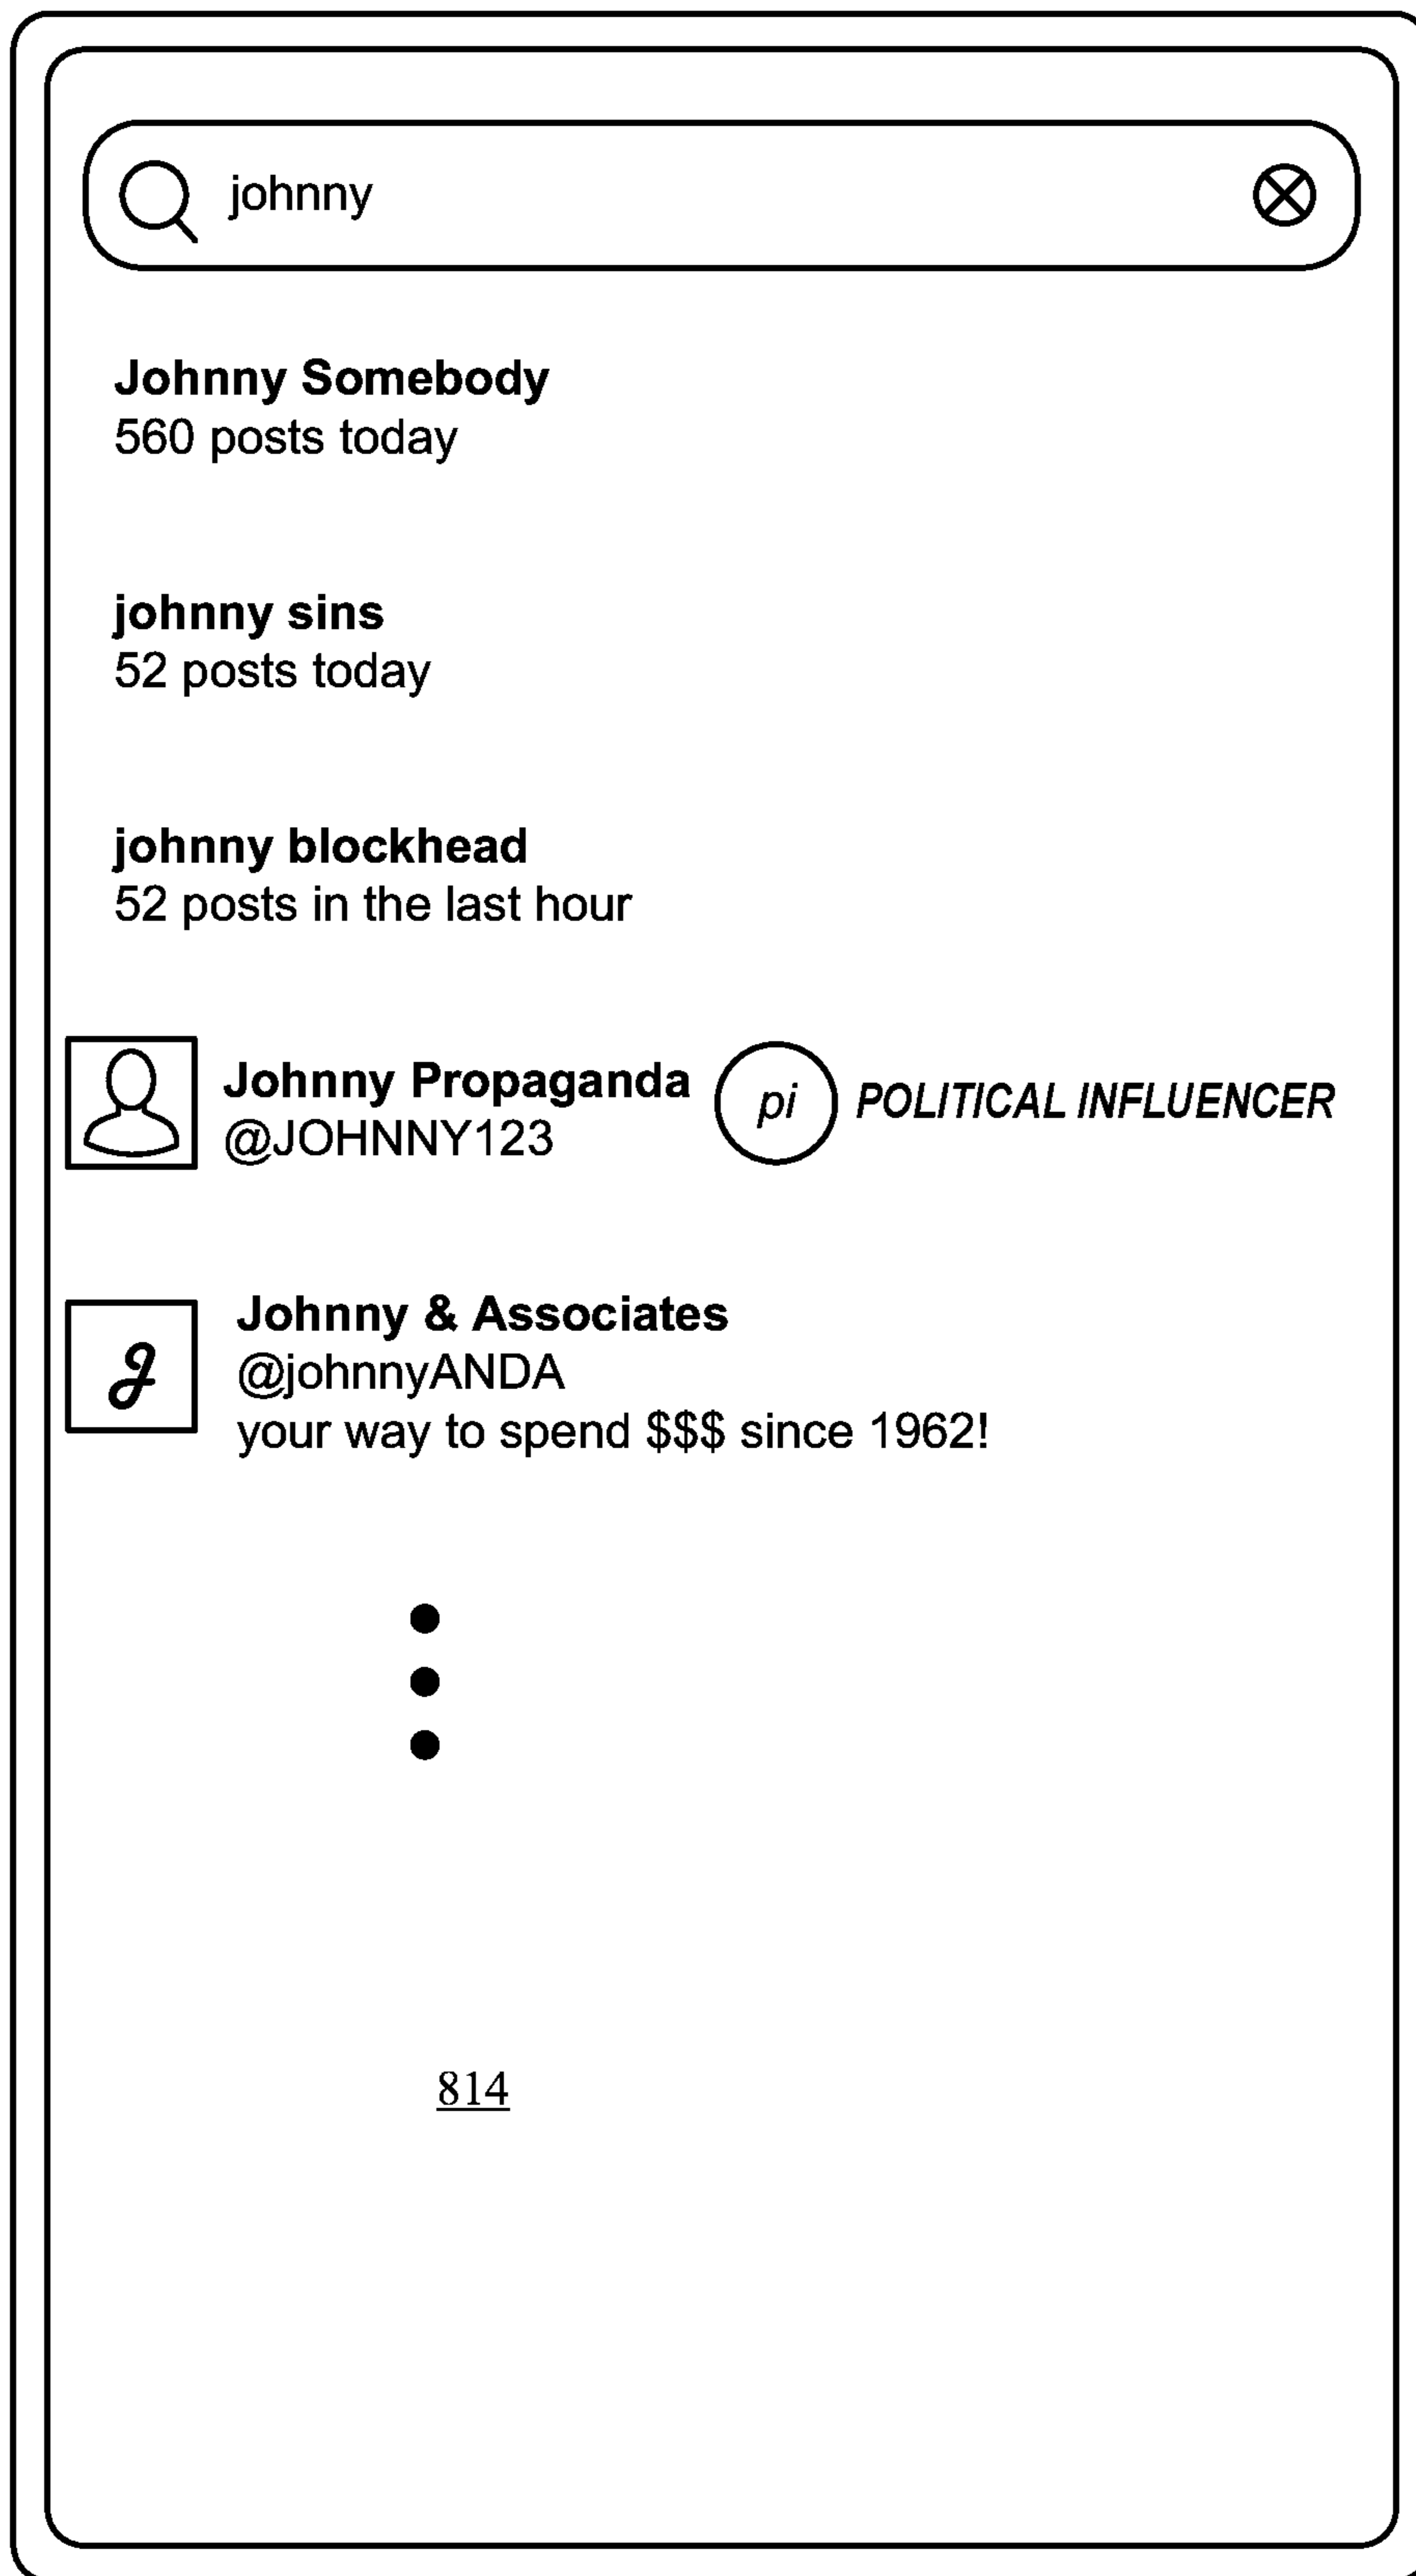 johnny
Johnny Somebody
560 posts today
johnny sins
52 posts today
johnny blockhead
52 posts in the last hour
Johnny Propaganda
@JOHNNY123
pi POLITICAL INFLUENCER
J
Johnny & Associates
@johnnyANDA
your way to spend $$$ since 1962!
814